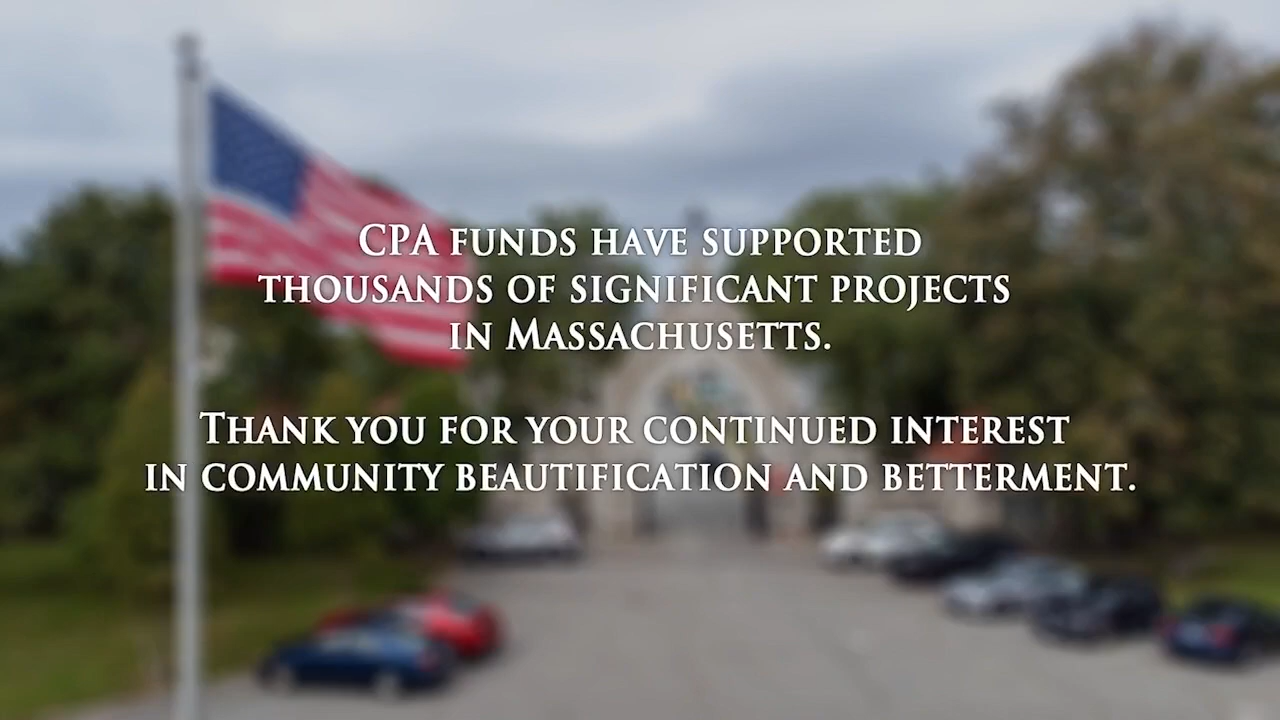 CPA FUNDS HAVE SUPPORTED
THOUSANDS OF SIGNIFICANT PROJECTS
IN MASSACHUSETTS.
THANK YOU FOR YOUR CONTINUED INTEREST
IN COMMUNITY BEAUTIFICATION AND BETTERMENT.